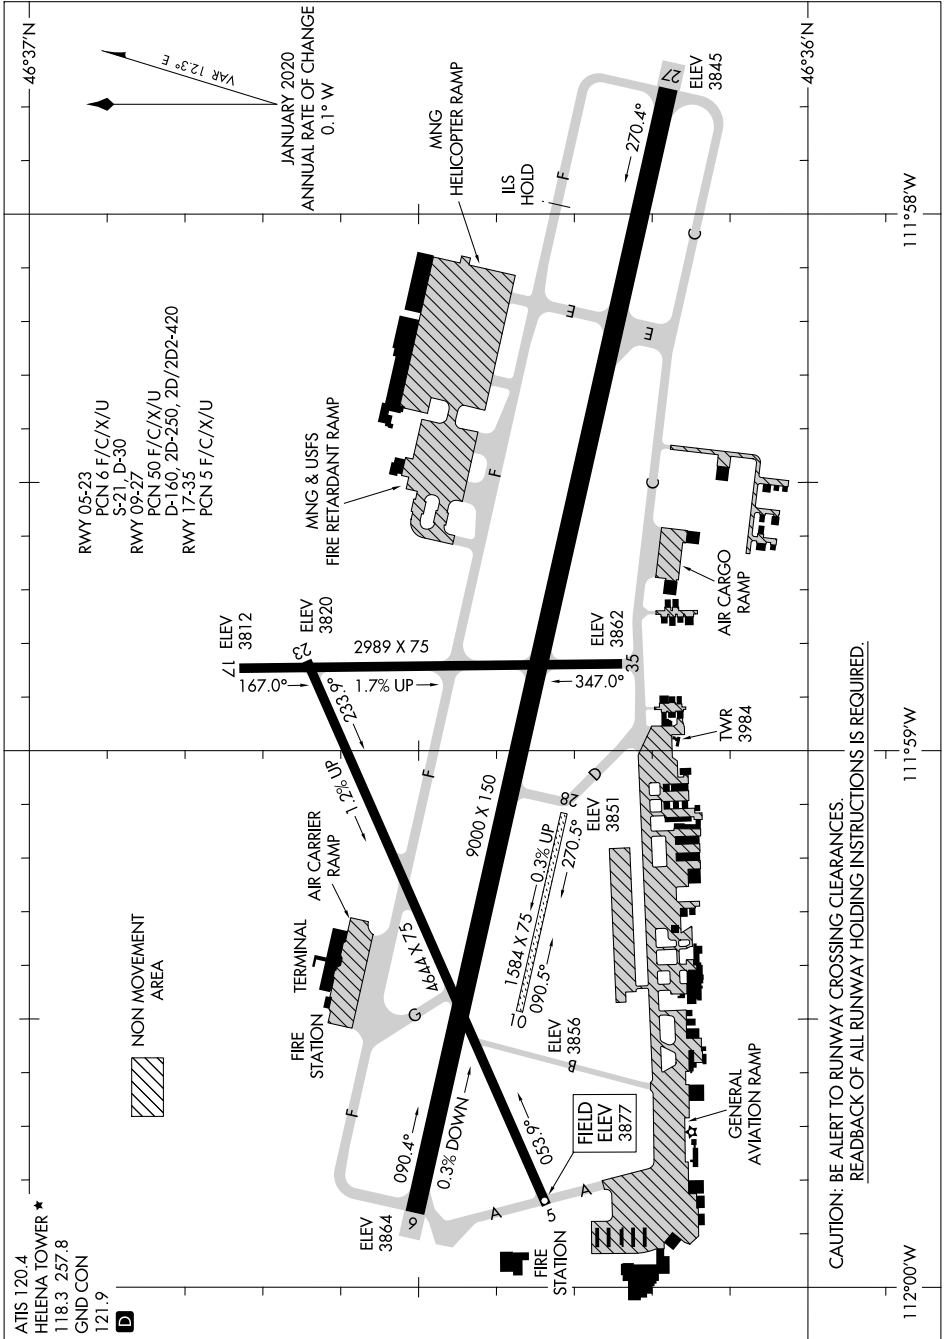 ATIS 120.4
HELENA TOWER ★
118.3 257.8
GND CON
121.9
D
NON MOVEMENT
AREA
RWY 05-23
PCN 6 F/C/X/U
S-21, D-30
RWY 09-27
PCN 50 F/C/X/U
D-160, 2D-250, 2D/2D2-420
RWY 17-35
PCN 5 F/C/X/U
VAR 12.3° E
JANUARY 2020
ANNUAL RATE OF CHANGE
0.1° W
46°37'N
46°36'N
111°58'W
111°59'W
112°00'W
MNG
HELICOPTER RAMP
ILS
HOLD
MNG & USFS
FIRE RETARDANT RAMP
FIRE
STATION
TERMINAL
AIR CARRIER
RAMP
17
ELEV
3812
23
ELEV
3820
167.0°
233.9°
2989 X 75
1.7% UP
1.2% UP
4644 X 75
347.0°
ELEV
3862
35
ELEV
3864
9
090.4°
0.3% DOWN
9000 X 150
270.4°
27
ELEV
3845
053.9°
5
FIELD
ELEV
3877
10
ELEV
3856
1584 X 75
0.3% UP
090.5°
270.5°
28
ELEV
3851
F
F
F
F
G
A
A
B
D
E
E
C
C
FIRE
STATION
GENERAL
AVIATION RAMP
TWR
3984
AIR CARGO
RAMP
CAUTION: BE ALERT TO RUNWAY CROSSING CLEARANCES.
READBACK OF ALL RUNWAY HOLDING INSTRUCTIONS IS REQUIRED.